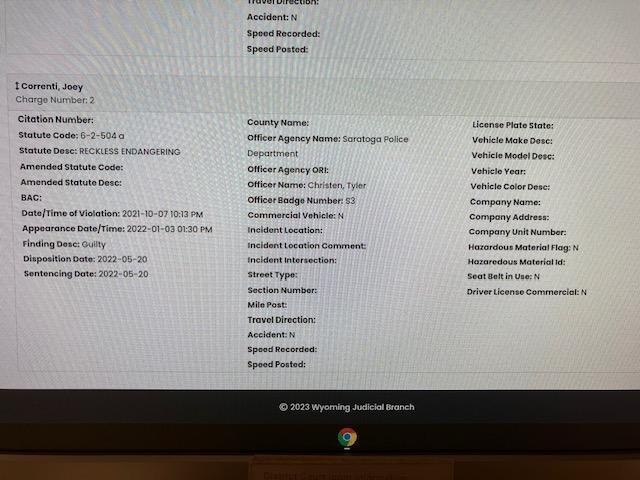 Travel Direction:
Accident: N
Speed Recorded:
Speed Posted:
Correnti, Joey
Charge Number: 2
Citation Number:
Statute Code: 6-2-504 a
Statute Desc: RECKLESS ENDANGERING
Amended Statute Code:
Amended Statute Desc:
BAC:
Date/Time of Violation: 2021-10-07 10:13 PM
Appearance Date/Time: 2022-01-03 01:30 PM
Finding Desc: Guilty
Disposition Date: 2022-05-20
Sentencing Date: 2022-05-20
County Name:
Officer Agency Name: Saratoga Police
Department
Officer Agency ORI:
Officer Name: Christen, Tyler
Officer Badge Number: S3
Commercial Vehicle: N
Incident Location:
Incident Location Comment:
Incident Intersection:
Street Type:
Section Number:
Mile Post:
Travel Direction:
Accident: N
Speed Recorded:
Speed Posted:
License Plate State:
Vehicle Make Desc:
Vehicle Model Desc:
Vehicle Year:
Vehicle Color Desc:
Company Name:
Company Address:
Company Unit Number:
Hazardous Material Flag: N
Hazaredous Material Id:
Seat Belt in Use: N
Driver License Commercial: N
© 2023 Wyoming Judicial Branch